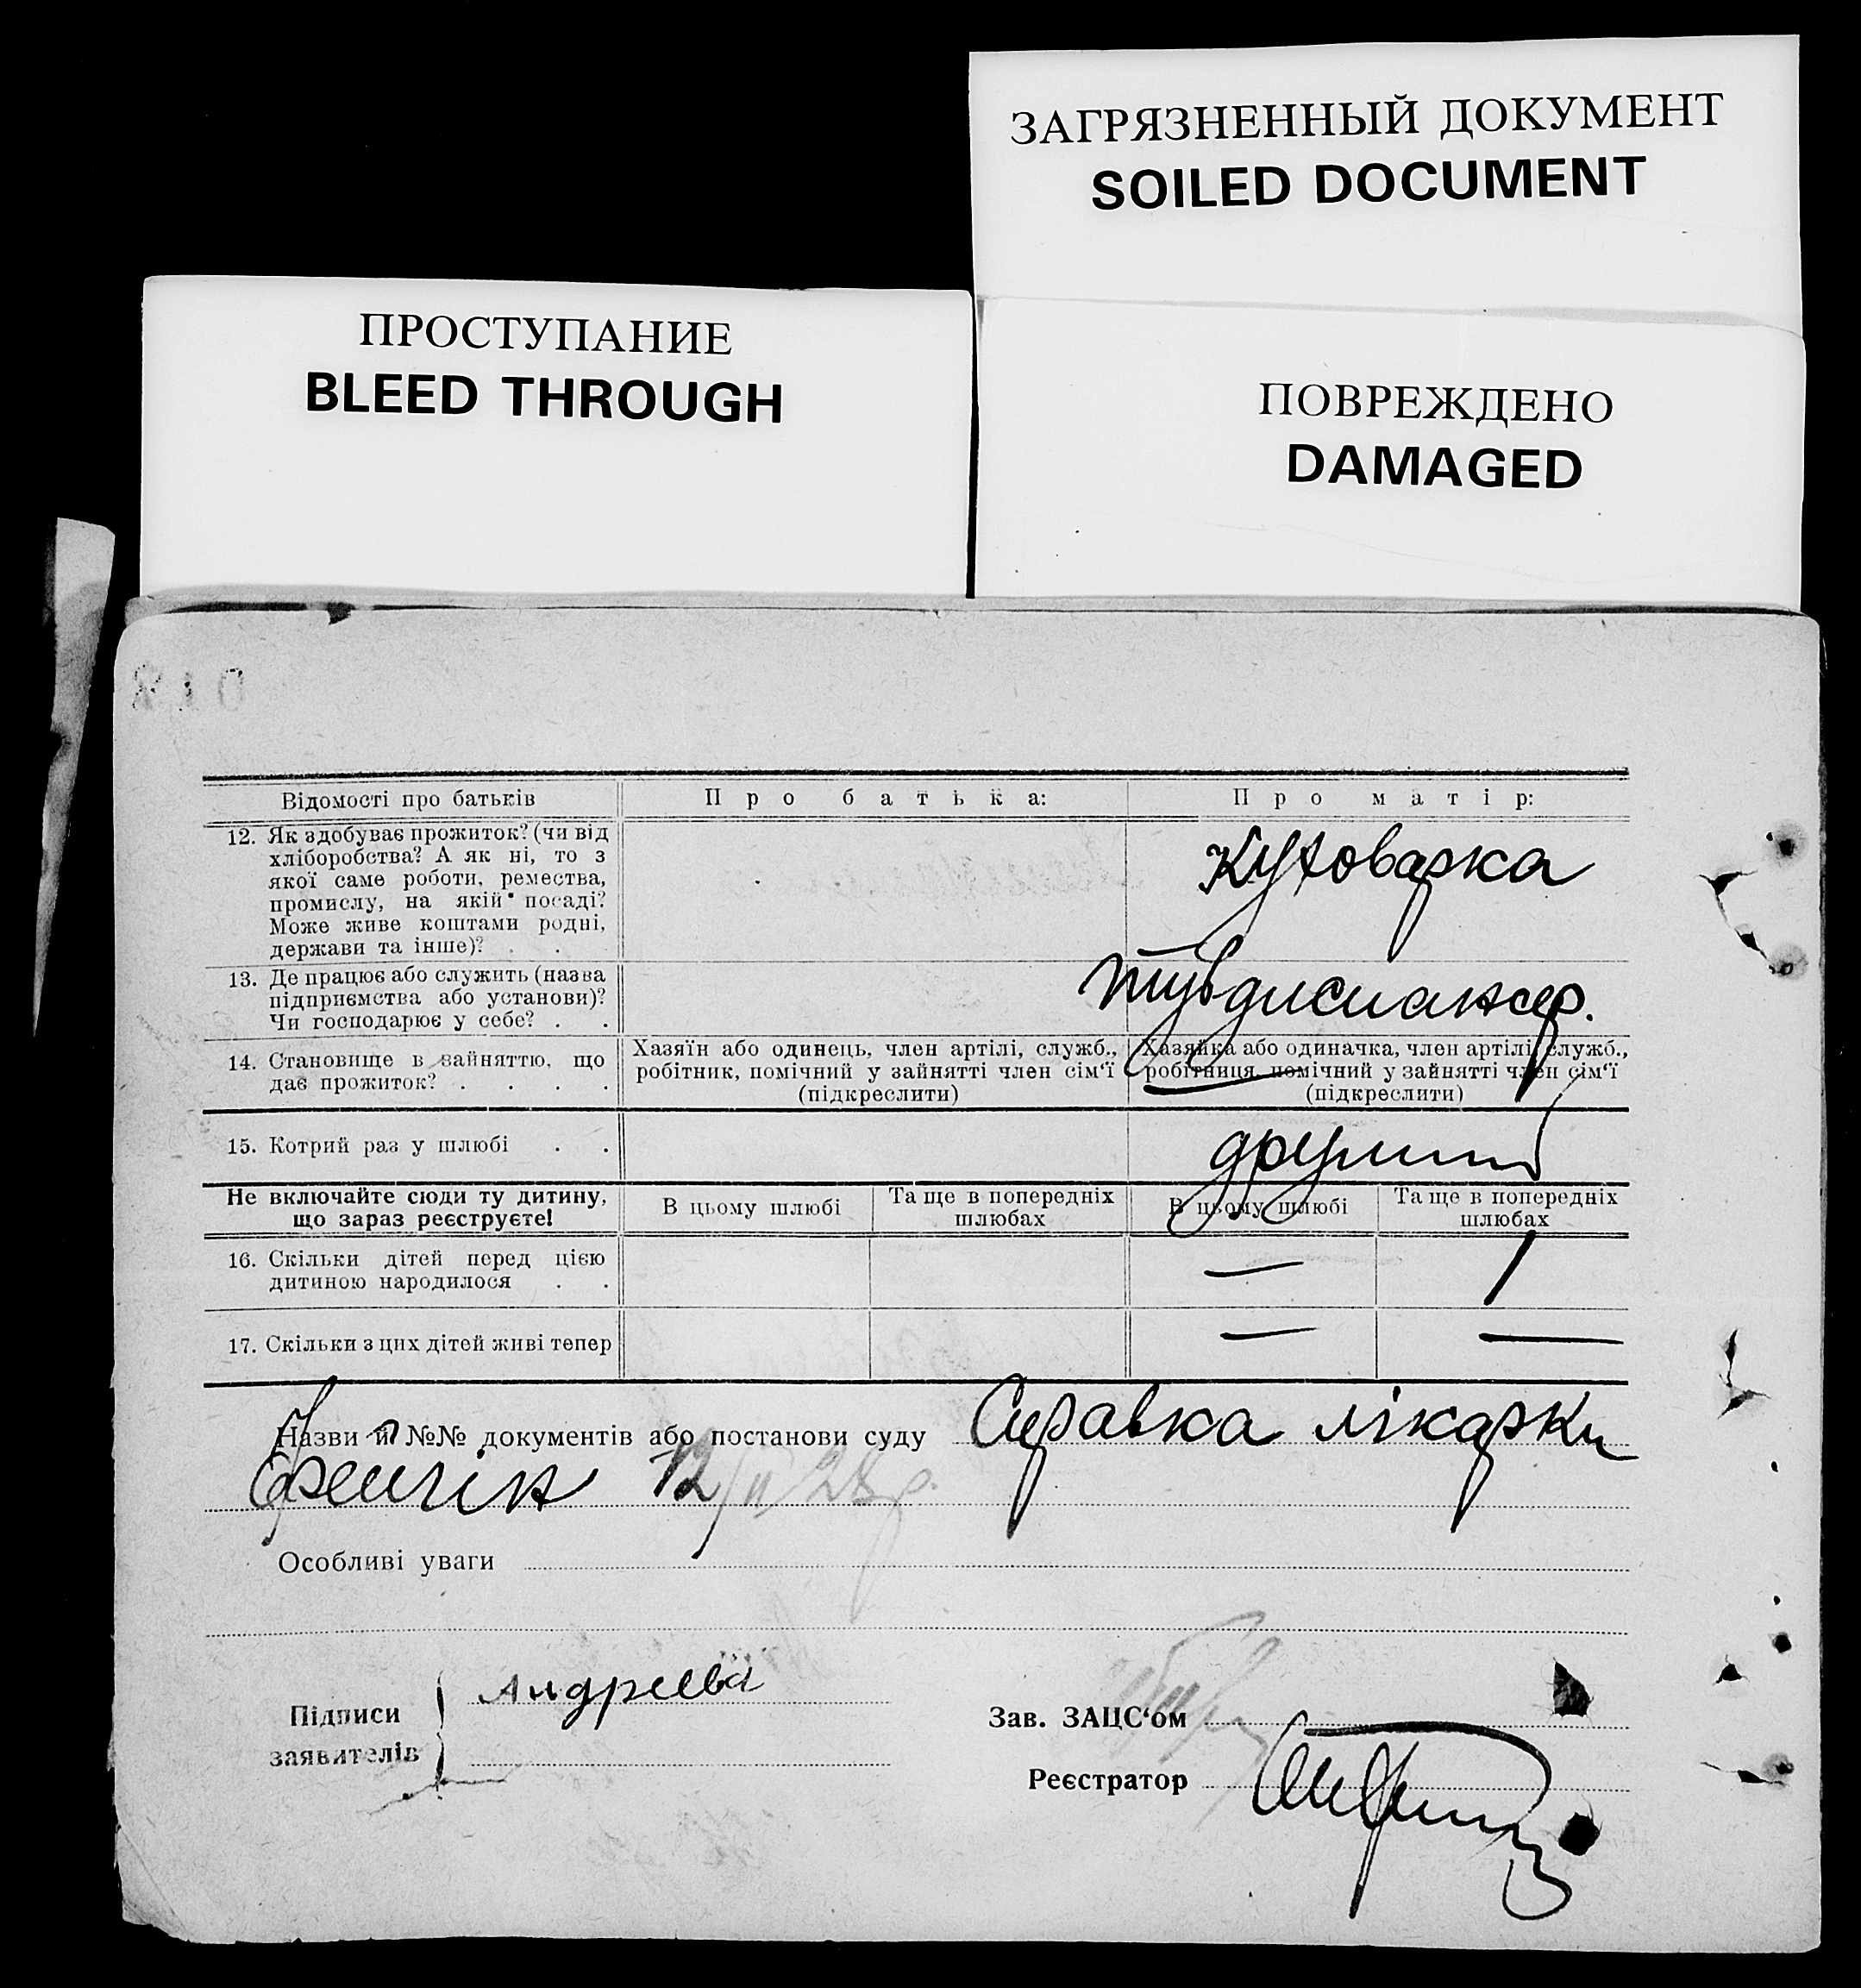 ЗАГРЯЗНЕННЫЙ ДОКУМЕНТ
SOILED DOCUMENT
ПРОСТУПАНИЕ
BLEED THROUGH
ПОВРЕЖДЕНО
DAMAGED
Відомості про батьків
Про батька:
Про матір:
12. Як здобуває прожиток? (чи від
хліборобства? А як ні, то з
якої саме роботи, ремества,
промислу, на якій посаді?
Може живе коштами родні,
держави та інше)? .
Куховарка
13. Де працює або служить (назва
підприємства або установи)?
Чи господарює у себе? . .
тубдиспансер.
14. Становище в зайняттю, що
дає прожиток? . . . .
Хазяїн або одинець, член артілі, служб.,
робітник, помічний у зайнятті член сім'ї
(підкреслити)
Хазяйка або одиначка, член артілі, служб.,
робітниця, помічний у зайнятті член сім'ї
(підкреслити)
15. Котрий раз у шлюбі . .
другий
Не включайте сюди ту дитину,
що зараз реєструєте!
В цьому шлюбі
Та ще в попередніх
шлюбах
В цьому шлюбі
Та ще в попередніх
шлюбах
16. Скільки дітей перед цією
дитиною народилося . .
—
1
17. Скільки з цих дітей живі тепер
—
—
Назви й №№ документів або постанови суду Справка лікарки
12/II 28р.
Особливі уваги
Підписи
заявителів
Андреева
Зав. ЗАЦС'ом
Реєстратор